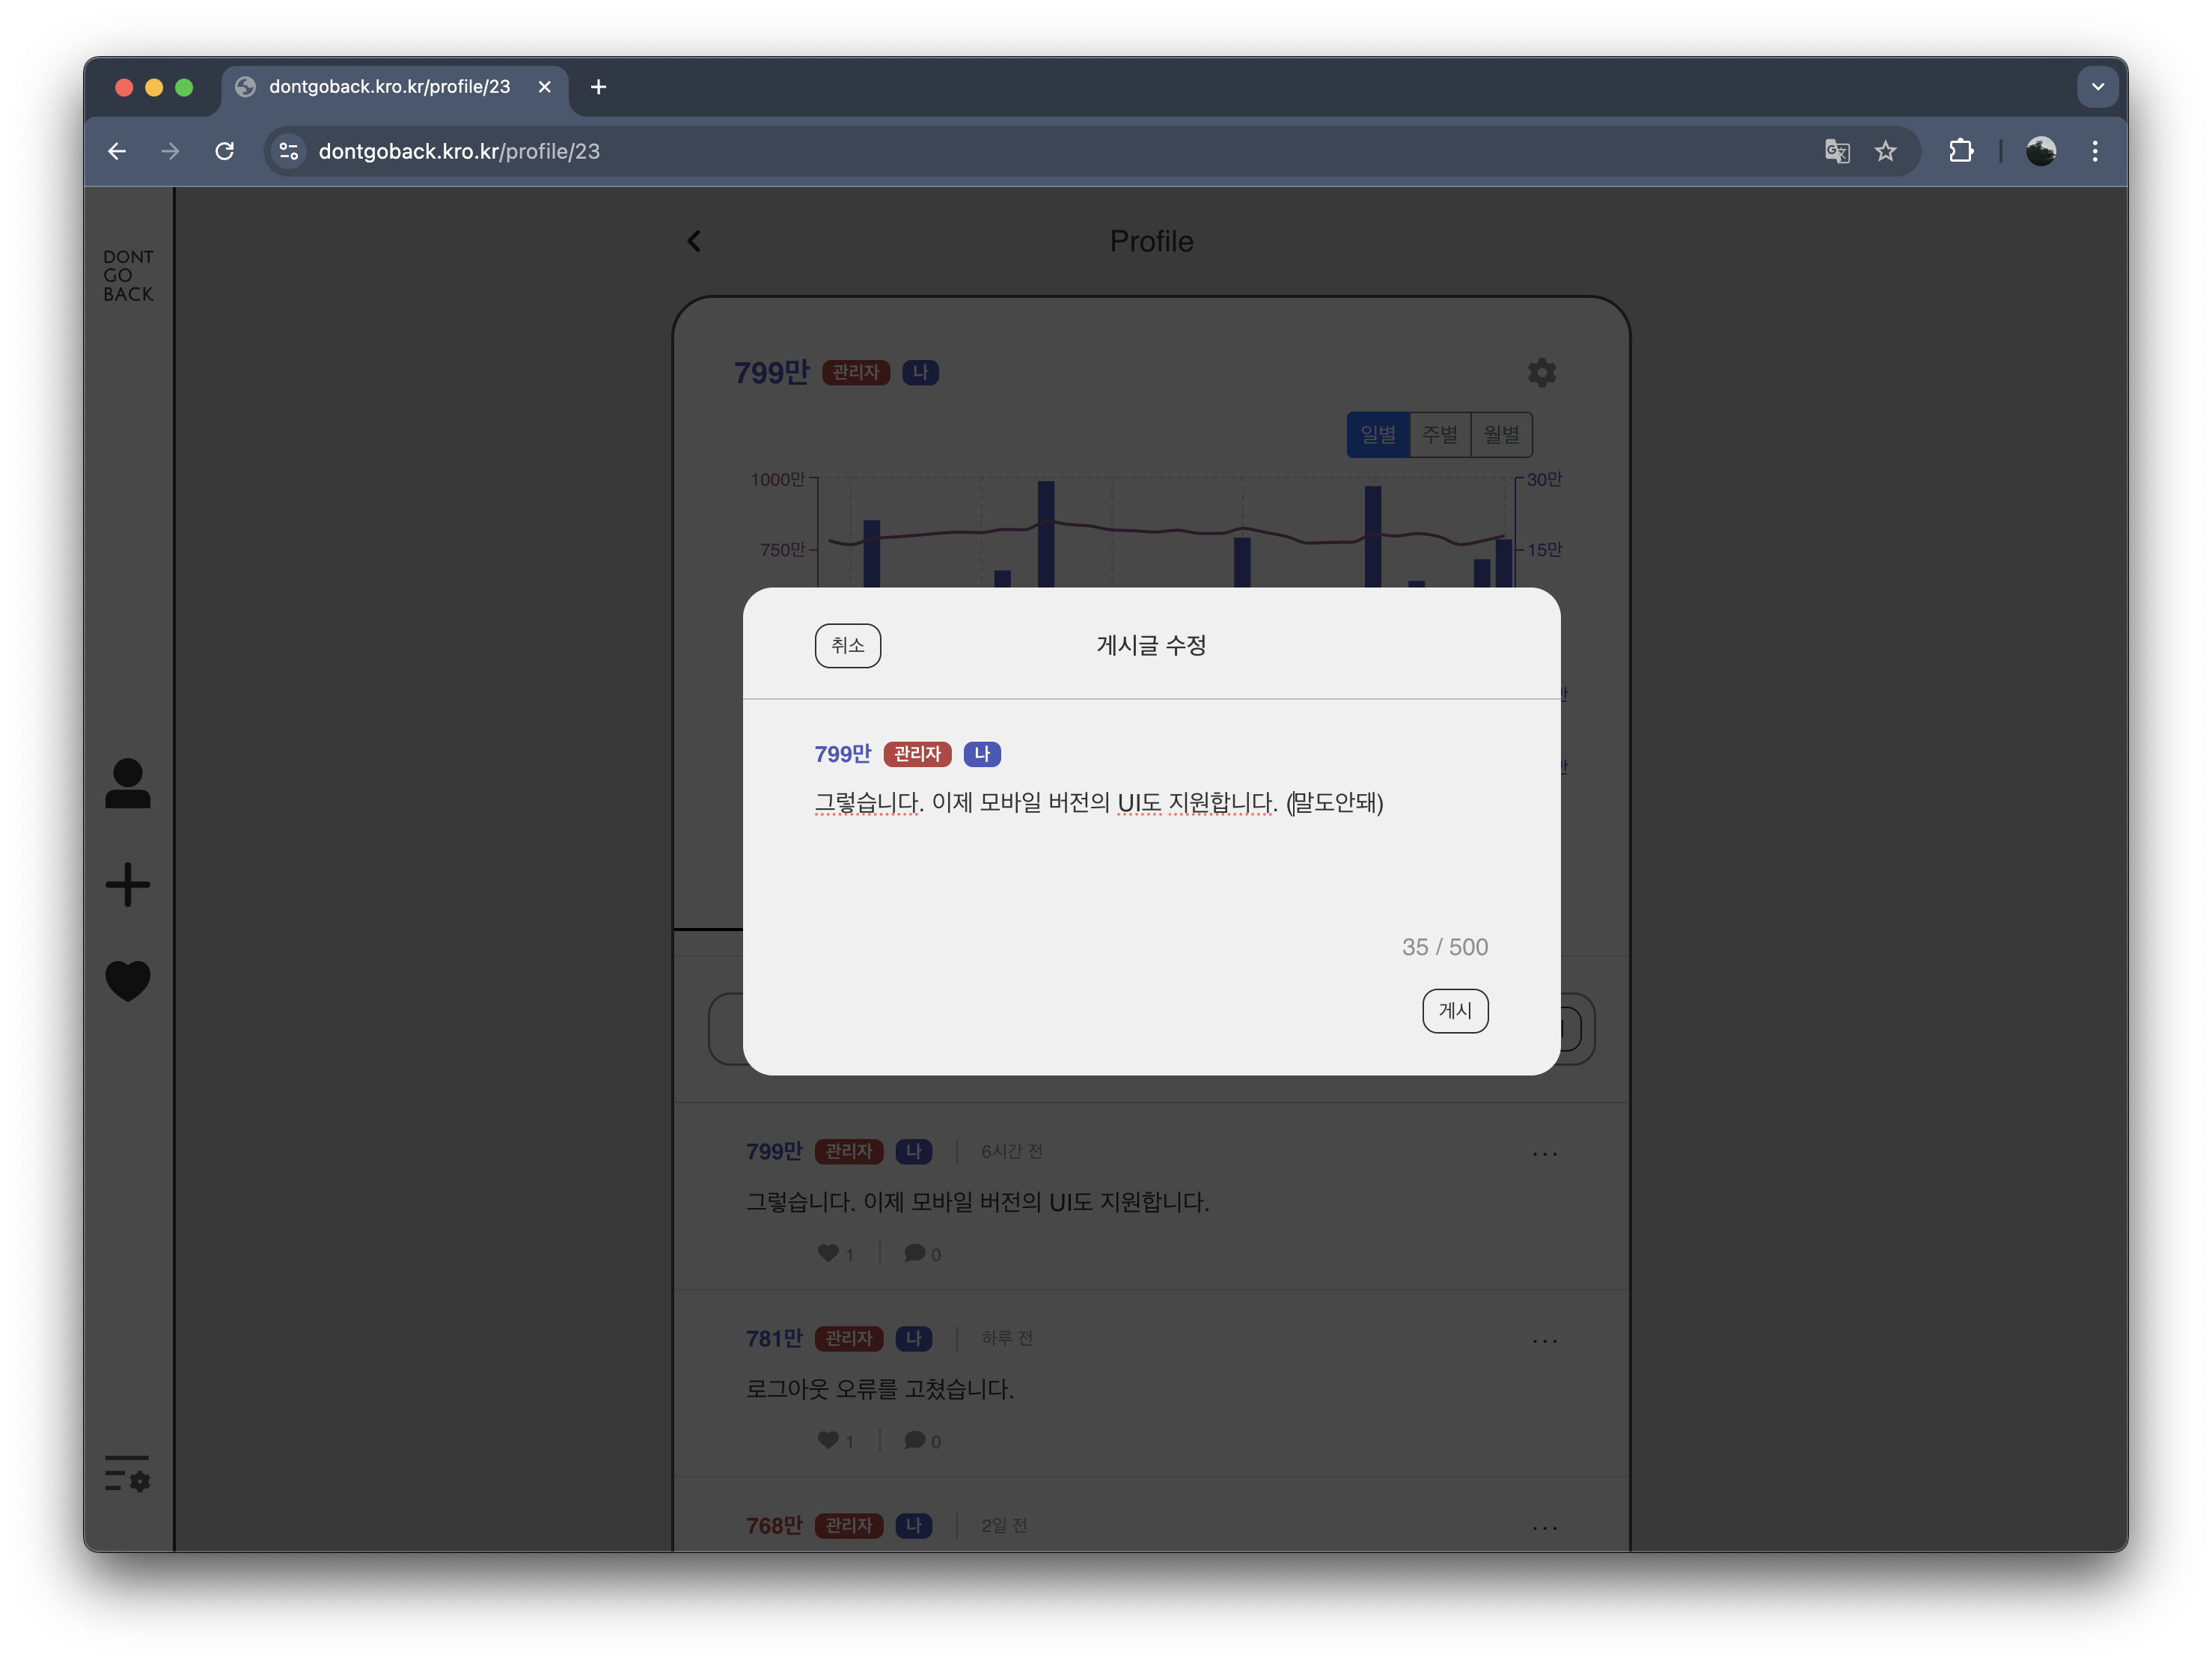 dontgoback.kro.kr/profile/23
dontgoback.kro.kr/profile/23
DONT
GO
BACK
Profile
799만 관리자 나
일별 주별 월별
1000만 30만
750만 15만
취소 게시글 수정
799만 관리자 나
그렇습니다. 이제 모바일 버전의 UI도 지원합니다. (말도안돼)
35 / 500
게시
799만 관리자 나 6시간 전
그렇습니다. 이제 모바일 버전의 UI도 지원합니다.
1 0
781만 관리자 나 하루 전
로그아웃 오류를 고쳤습니다.
1 0
768만 관리자 나 2일 전